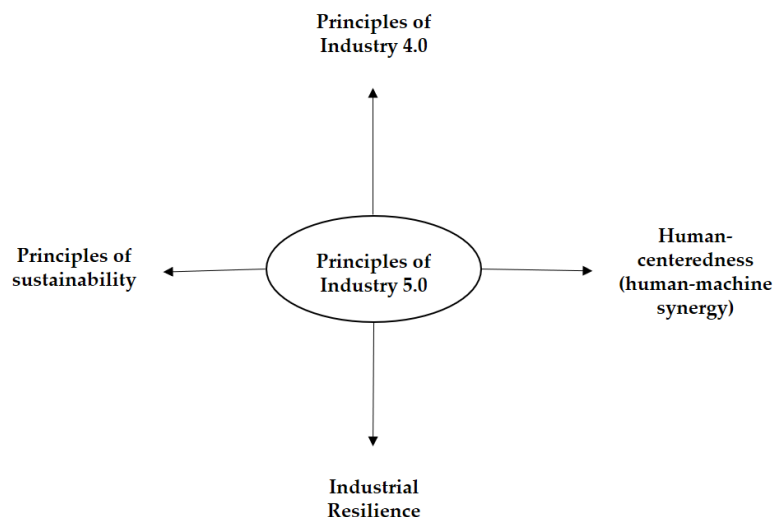 Principles of
Industry 4.0
Principles of
sustainability
Principles of
Industry 5.0
Human-
centeredness
(human-machine
synergy)
Industrial
Resilience